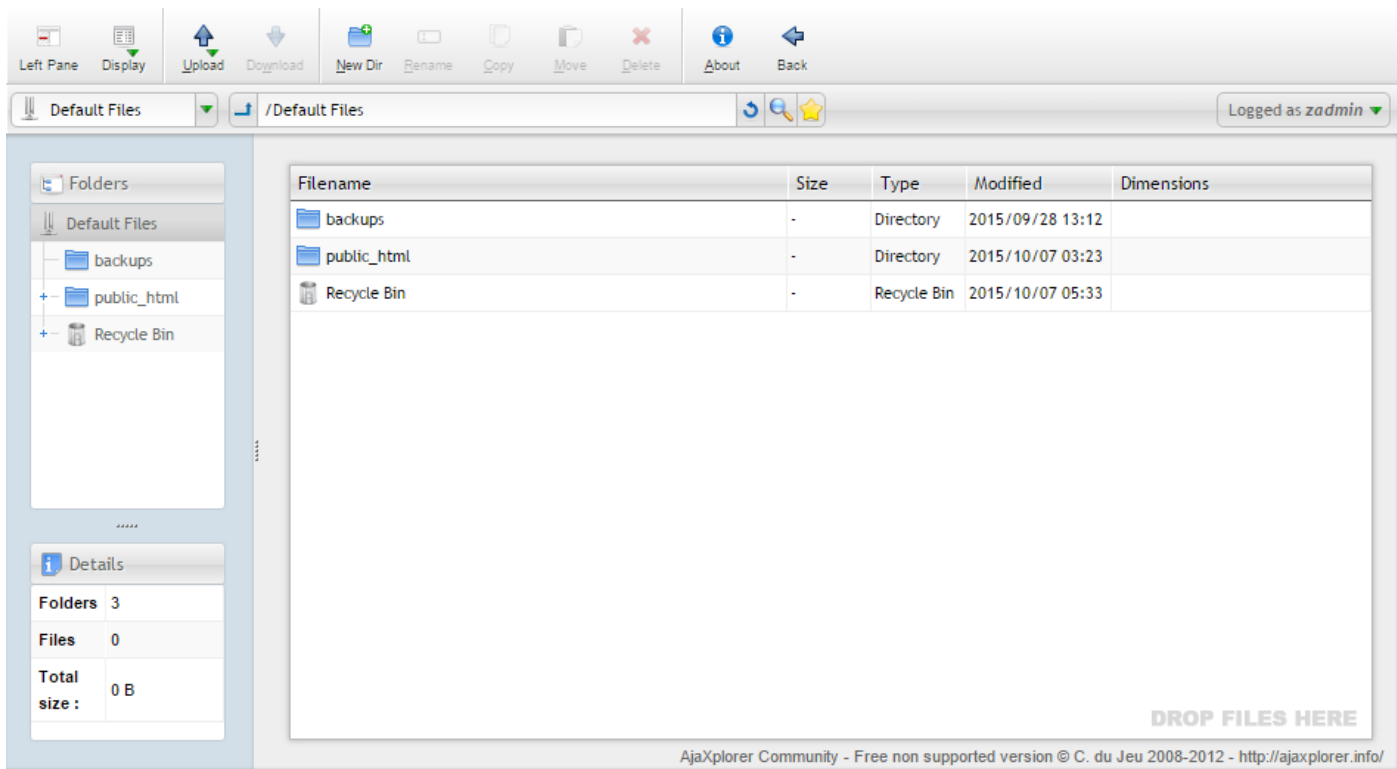 Left Pane Display Upload Download New Dir Rename Copy Move Delete About Back
Default Files /Default Files Logged as zadmin
Folders
Default Files
backups
public_html
Recycle Bin
Filename Size Type Modified Dimensions
backups - Directory 2015/09/28 13:12
public_html - Directory 2015/10/07 03:23
Recycle Bin - Recycle Bin 2015/10/07 05:33
Details
Folders 3
Files 0
Total
size : 0 B
DROP FILES HERE
AjaXplorer Community - Free non supported version © C. du Jeu 2008-2012 - http://ajaxplorer.info/